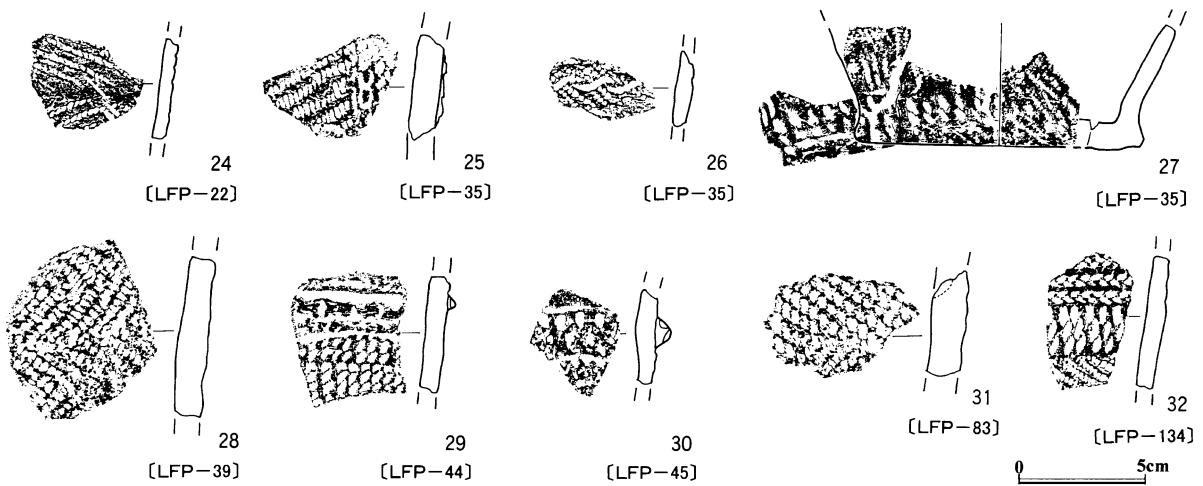 24
〔LFP−22〕
25
〔LFP−35〕
26
〔LFP−35〕
27
〔LFP−35〕
28
〔LFP−39〕
29
〔LFP−44〕
30
〔LFP−45〕
31
〔LFP−83〕
32
〔LFP−134〕
0 5cm